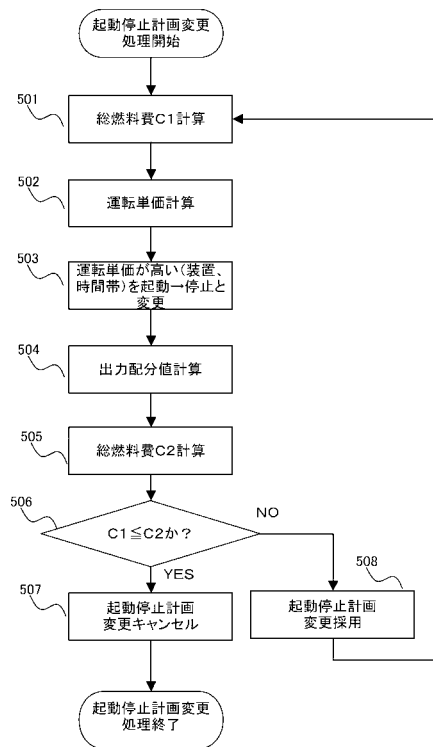 起動停止計画変更
処理開始
501
総燃料費C1計算
502
運転単価計算
503
運転単価が高い(装置、
時間帯)を起動→停止と
変更
504
出力配分値計算
505
総燃料費C2計算
506
C1≦C2か?
NO
YES
507
起動停止計画
変更キャンセル
508
起動停止計画
変更採用
起動停止計画変更
処理終了